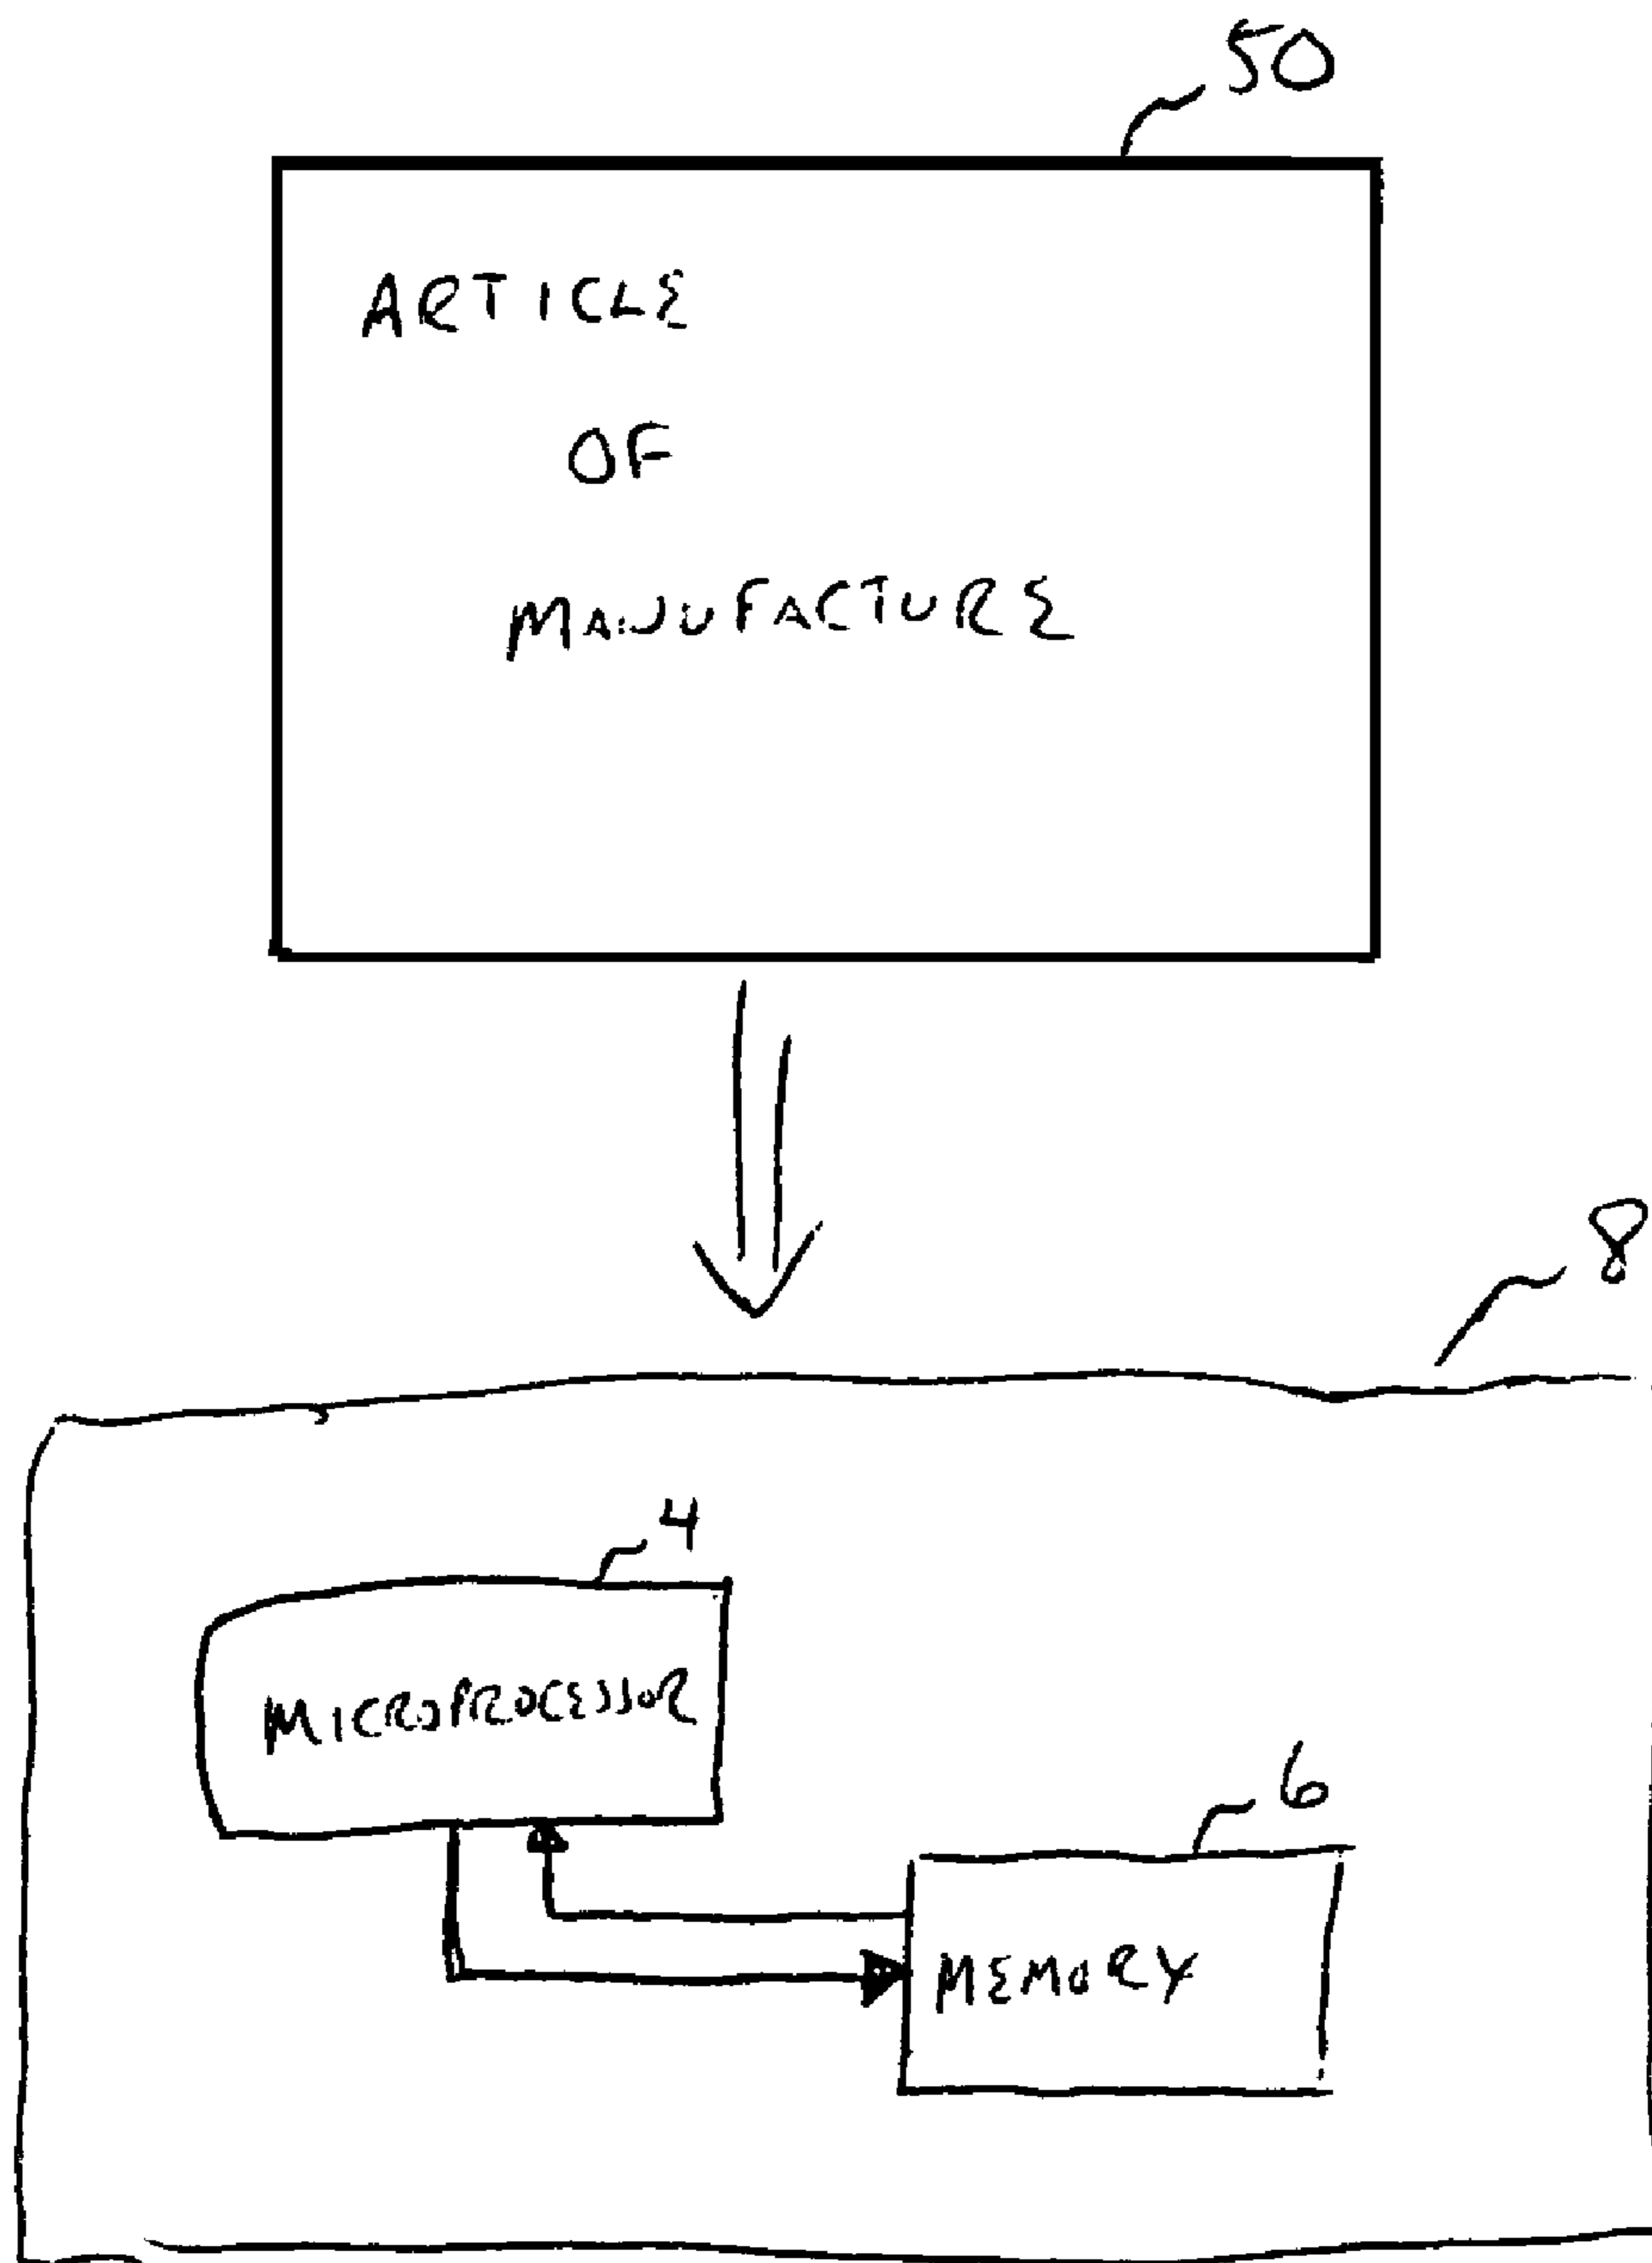 50
ARTICLE
OF
MANUFACTURE
8
4
MICROPROCESSOR
6
MEMORY